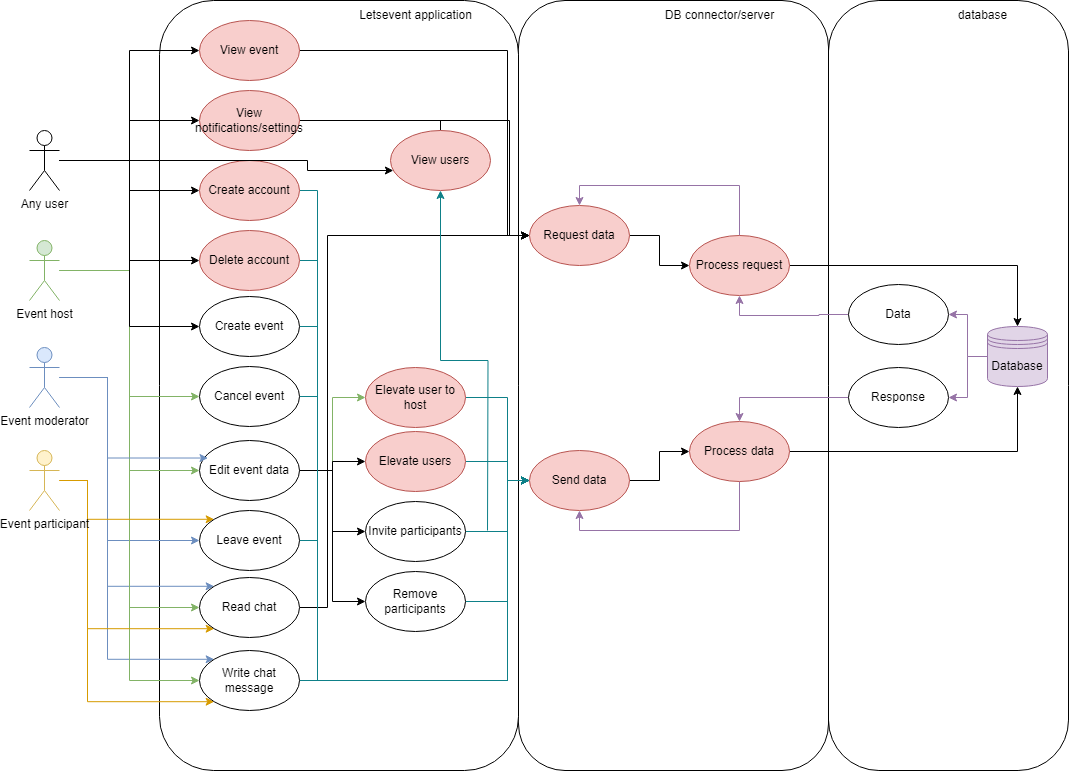 Letsevent application
DB connector/server
database
View event
View
notifications/settings
View users
Any user
Create account
Request data
Delete account
Process request
Event host
Create event
Data
Database
Cancel event
Elevate user to
host
Response
Event moderator
Edit event data
Elevate users
Process data
Send data
Event participant
Leave event
Invite participants
Read chat
Remove
participants
Write chat
message